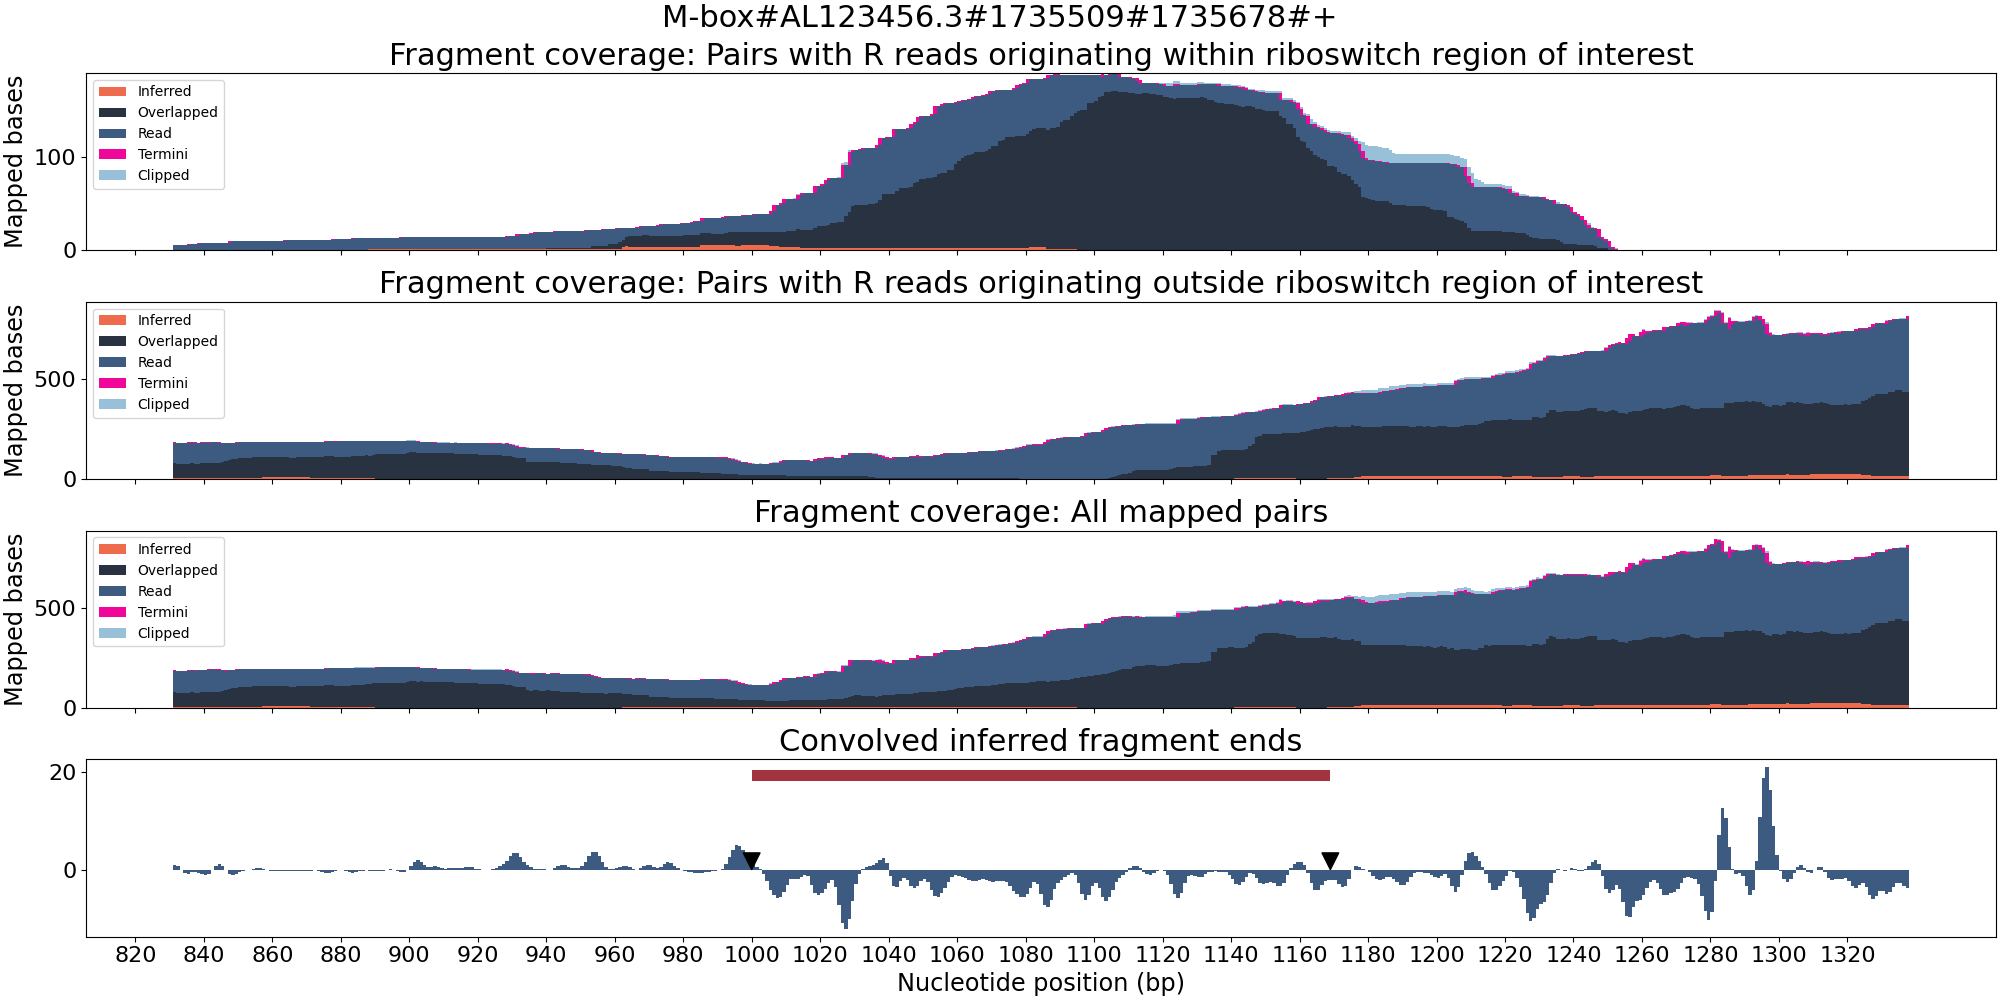 M-box#AL123456.3#1735509#1735678#+
Fragment coverage: Pairs with R reads originating within riboswitch region of interest
Mapped bases
100
0
Inferred
Overlapped
Read
Termini
Clipped
Fragment coverage: Pairs with R reads originating outside riboswitch region of interest
Mapped bases
500
0
Inferred
Overlapped
Read
Termini
Clipped
Fragment coverage: All mapped pairs
Mapped bases
500
0
Inferred
Overlapped
Read
Termini
Clipped
Convolved inferred fragment ends
20
0
820 840 860 880 900 920 940 960 980 1000 1020 1040 1060 1080 1100 1120 1140 1160 1180 1200 1220 1240 1260 1280 1300 1320
Nucleotide position (bp)